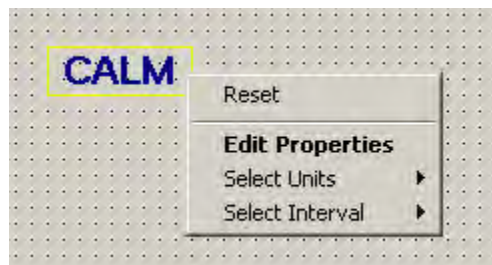 CALM
Reset
Edit Properties
Select Units
Select Interval